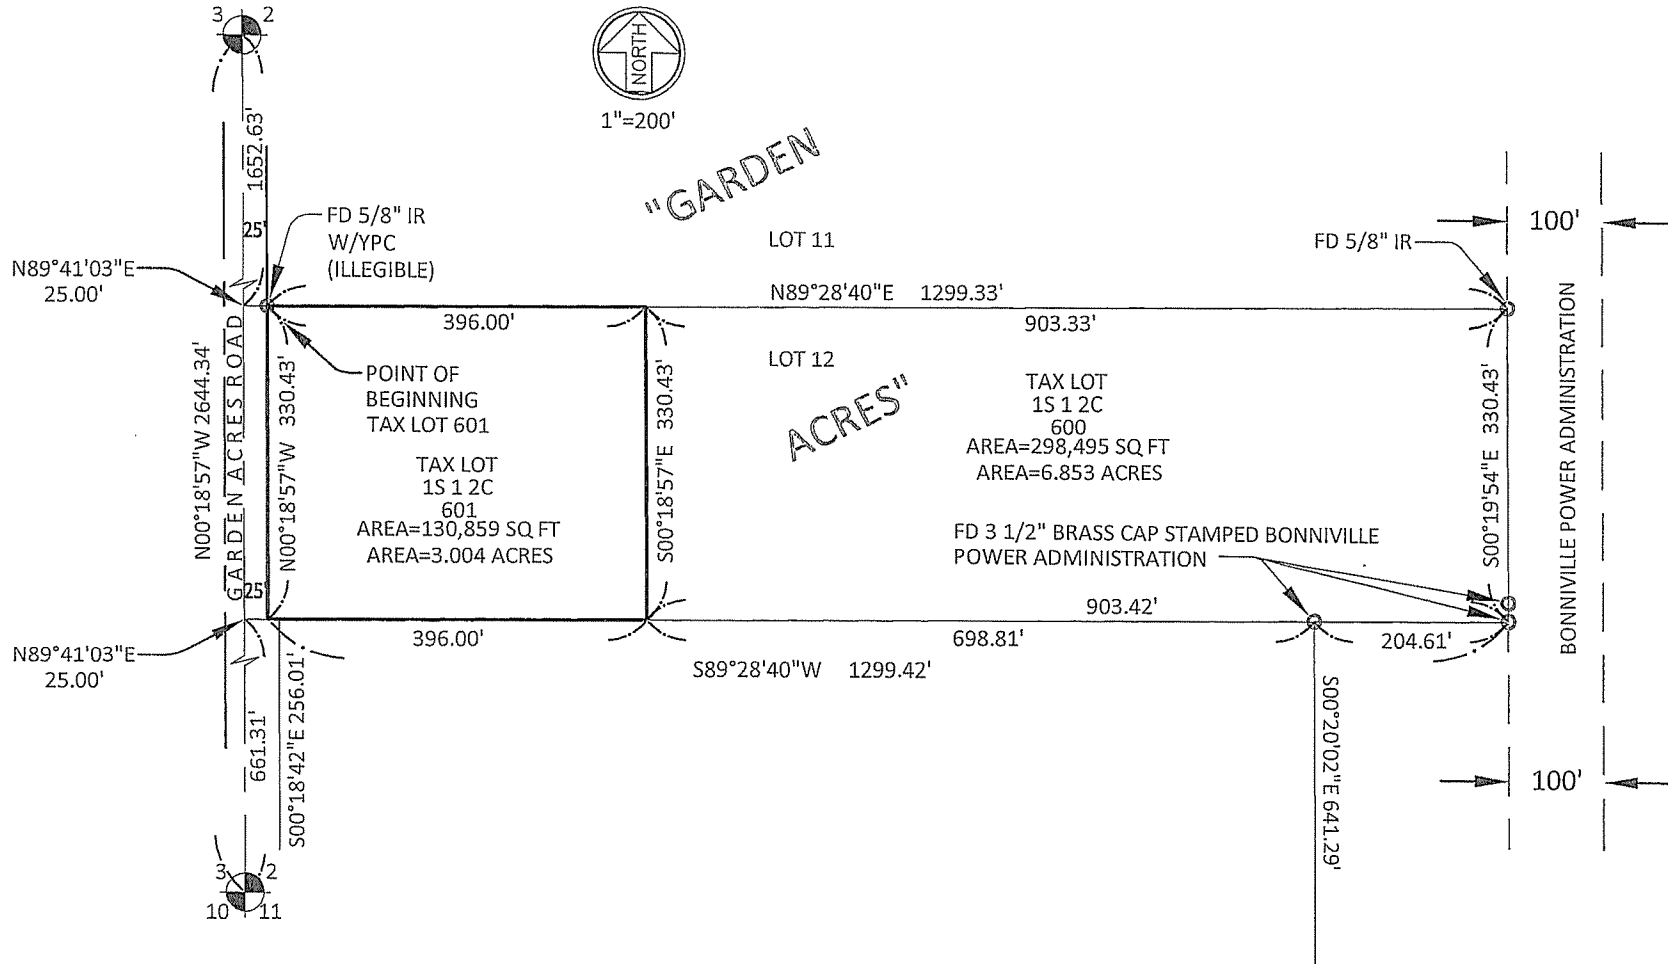 3 2
NORTH
1"=200'
1652.63'
"GARDEN
FD 5/8" IR
W/YPC
(ILLEGIBLE)
25'
LOT 11
FD 5/8" IR
100'
N89°41'03"E
25.00'
N89°28'40"E 1299.33'
396.00'
903.33'
LOT 12
ACRES"
POINT OF
BEGINNING
TAX LOT 601
TAX LOT
1S 1 2C
601
AREA=130,859 SQ FT
AREA=3.004 ACRES
TAX LOT
1S 1 2C
600
AREA=298,495 SQ FT
AREA=6.853 ACRES
N00°18'57"W 2644.34'
GARDEN ACRES ROAD
N00°18'57"W 330.43'
S00°18'57"E 330.43'
S00°19'54"E 330.43'
BONNIVILLE POWER ADMINISTRATION
FD 3 1/2" BRASS CAP STAMPED BONNIVILLE
POWER ADMINISTRATION
25'
903.42'
396.00'
698.81'
204.61'
N89°41'03"E
25.00'
S89°28'40"W 1299.42'
661.31'
S00°18'42"E 256.01'
S00°20'02"E 641.29'
100'
3 2
10 11